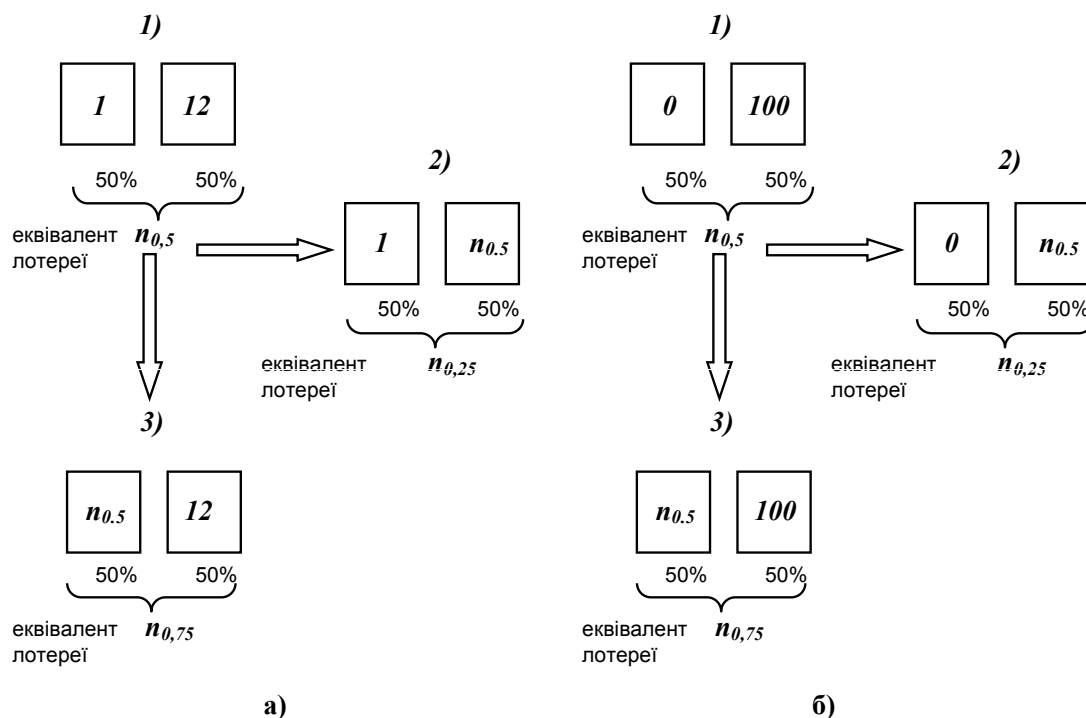 1)
1 12
50% 50%
еквівалент n0,5
лотереї
2)
1 n0.5
50% 50%
еквівалент n0,25
лотереї
3)
n0.5 12
50% 50%
еквівалент n0,75
лотереї
а)
1)
0 100
50% 50%
еквівалент n0,5
лотереї
2)
0 n0.5
50% 50%
еквівалент n0,25
лотереї
3)
n0.5 100
50% 50%
еквівалент n0,75
лотереї
б)